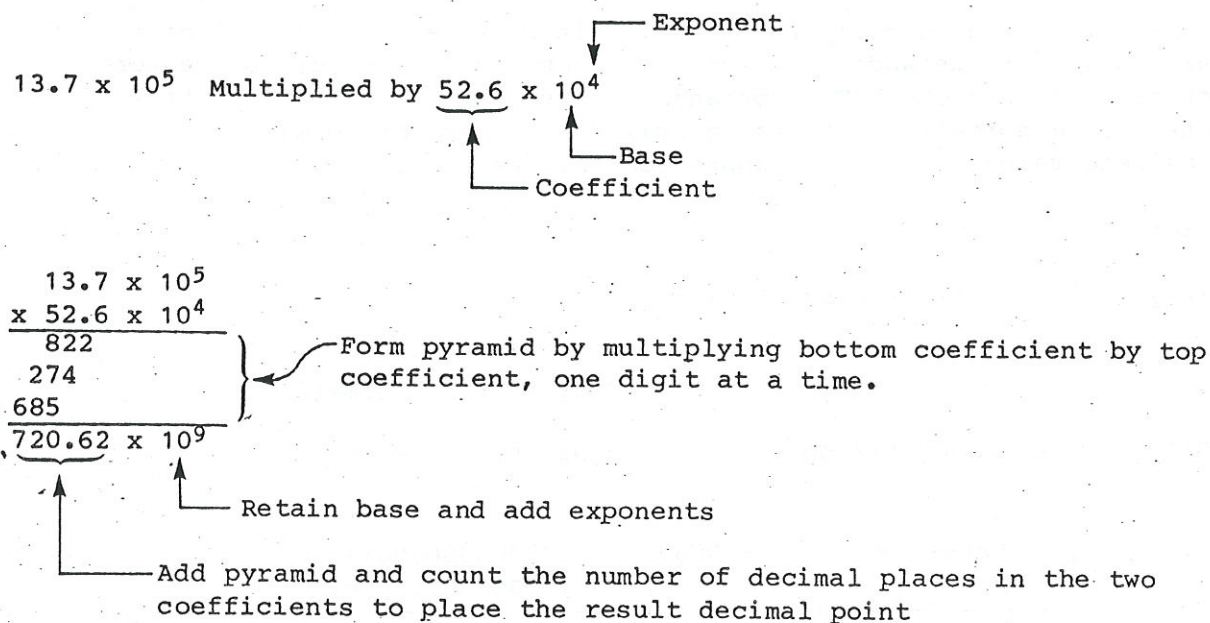 Exponent
13.7 x 10⁵ Multiplied by 52.6 x 10⁴
Base
Coefficient
13.7 x 10⁵
x 52.6 x 10⁴
822
Form pyramid by multiplying bottom coefficient by top
274
coefficient, one digit at a time.
685
720.62 x 10⁹
Retain base and add exponents
Add pyramid and count the number of decimal places in the two
coefficients to place the result decimal point